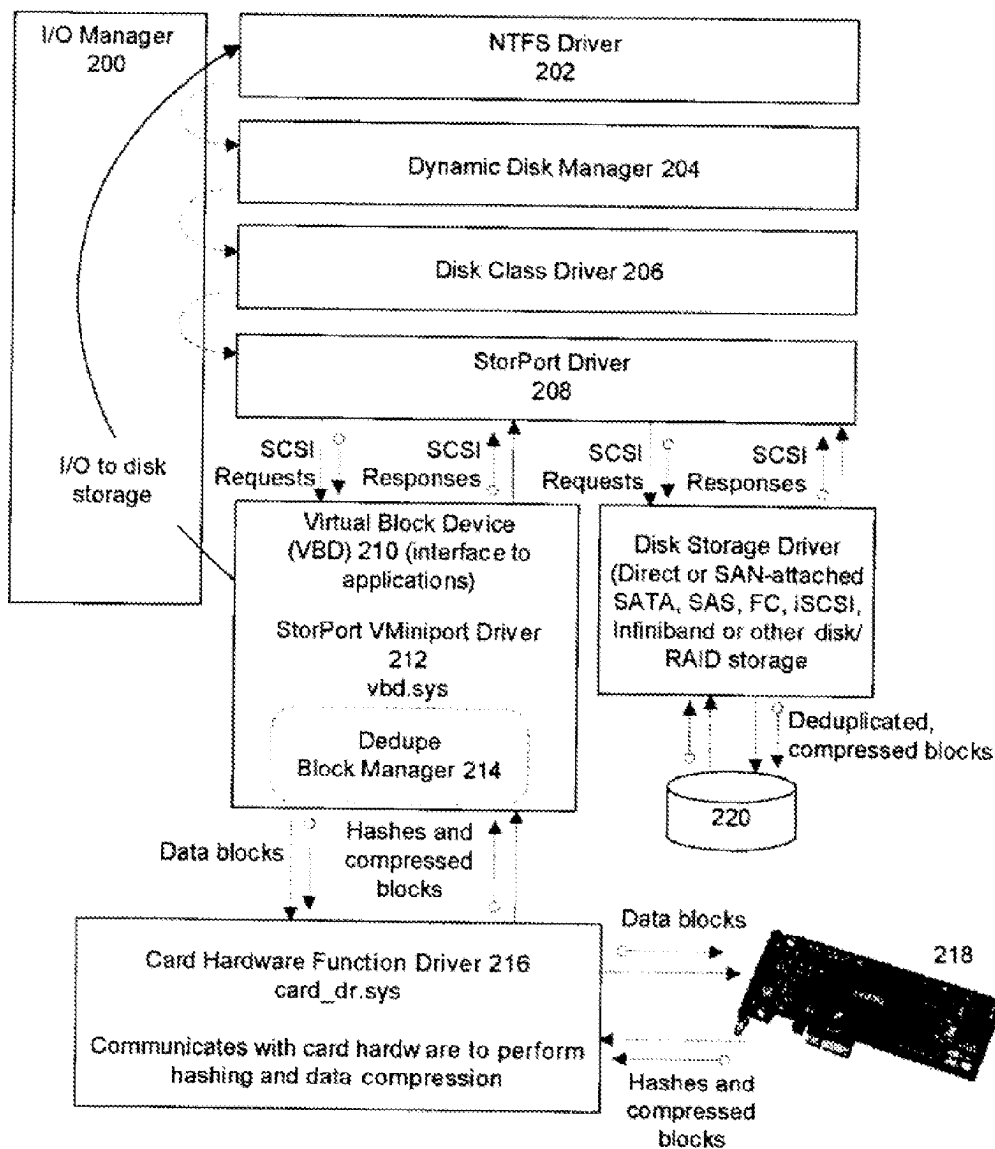 I/O Manager
200
NTFS Driver
202
Dynamic Disk Manager 204
Disk Class Driver 206
StorPort Driver
208
I/O to disk
storage
SCSI
Requests
SCSI
Responses
SCSI
Requests
SCSI
Responses
Virtual Block Device
(VBD) 210 (interface to
applications)
StorPort VMiniport Driver
212
vbd.sys
Dedupe
Block Manager 214
Disk Storage Driver
(Direct or SAN-attached
SATA, SAS, FC, iSCSI,
Infiniband or other disk/
RAID storage
Deduplicated,
compressed blocks
220
Data blocks
Hashes and
compressed
blocks
Card Hardware Function Driver 216
card_dr.sys
Communicates with card hardware to perform
hashing and data compression
Data blocks
218
Hashes and
compressed
blocks